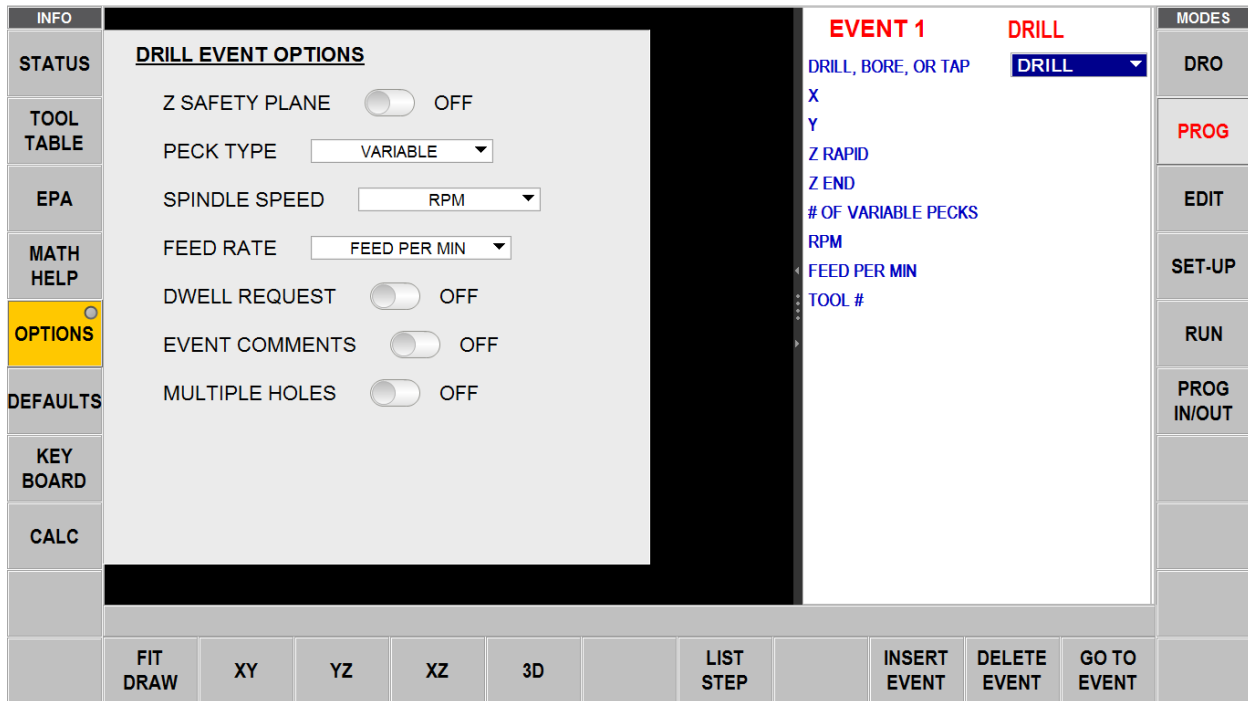 INFO
STATUS
TOOL
TABLE
EPA
MATH
HELP
OPTIONS
DEFAULTS
KEY
BOARD
CALC
DRILL EVENT OPTIONS
Z SAFETY PLANE OFF
PECK TYPE VARIABLE
SPINDLE SPEED RPM
FEED RATE FEED PER MIN
DWELL REQUEST OFF
EVENT COMMENTS OFF
MULTIPLE HOLES OFF
EVENT 1 DRILL
DRILL, BORE, OR TAP DRILL
X
Y
Z RAPID
Z END
# OF VARIABLE PECKS
RPM
FEED PER MIN
TOOL #
MODES
DRO
PROG
EDIT
SET-UP
RUN
PROG
IN/OUT
FIT
DRAW
XY
YZ
XZ
3D
LIST
STEP
INSERT
EVENT
DELETE
EVENT
GO TO
EVENT